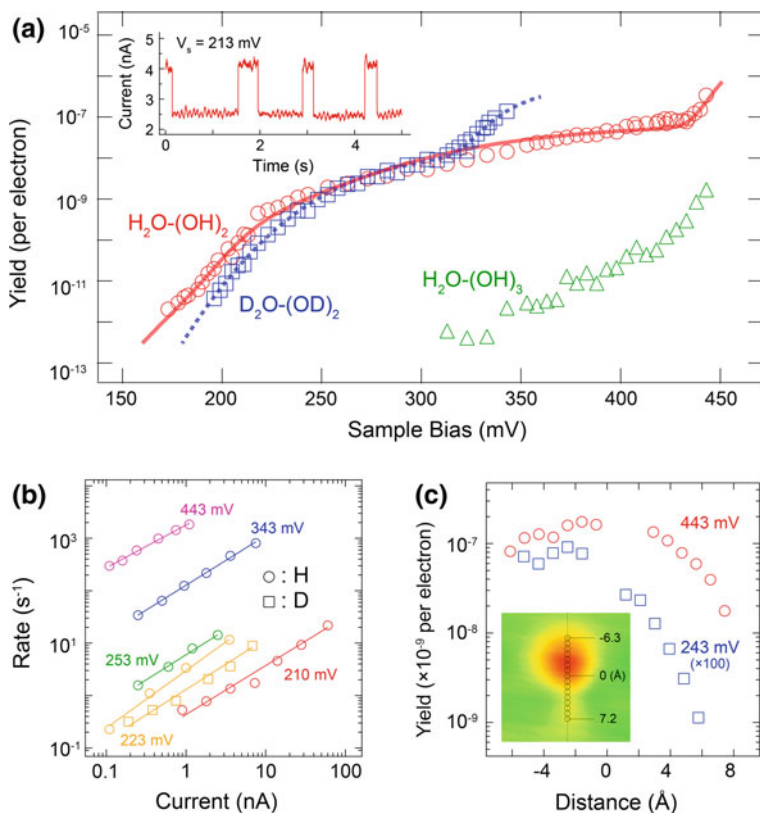 (a)
10⁻⁵
10⁻⁷
10⁻⁹
10⁻¹¹
10⁻¹³
Yield (per electron)
5
4
3
2
Current (nA)
Vₛ = 213 mV
0
2
4
Time (s)
H₂O-(OH)₂
D₂O-(OD)₂
H₂O-(OH)₃
150
200
250
300
350
400
450
Sample Bias (mV)
(b)
10³
10¹
10⁻¹
Rate (s⁻¹)
443 mV
343 mV
○ : H
□ : D
253 mV
210 mV
223 mV
0.1
1
10
100
Current (nA)
(c)
10⁻⁷
10⁻⁸
10⁻⁹
Yield (×10⁻⁹ per electron)
443 mV
243 mV
(×100)
-6.3
0 (Å)
7.2
-4
0
4
8
Distance (Å)